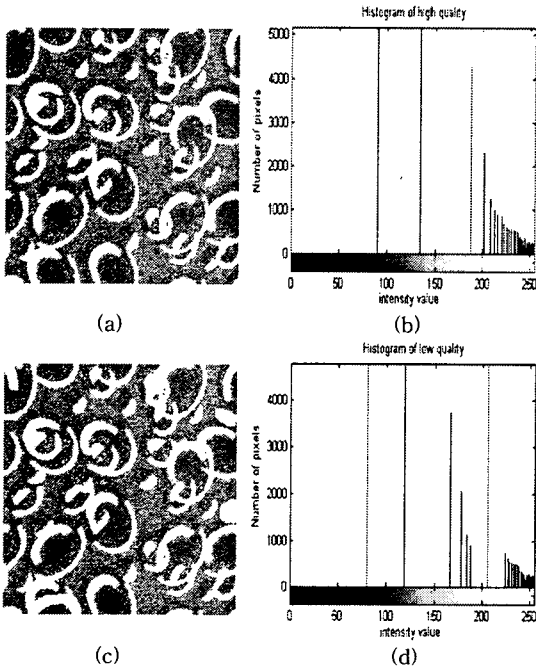 Histogram of high quality
5000
4000
3000
2000
1000
0
Number of pixels
0 50 100 150 200 250
intensity value
(a) (b)
Histogram of low quality
4000
3000
2000
1000
0
Number of pixels
0 50 100 150 200 250
intensity value
(c) (d)